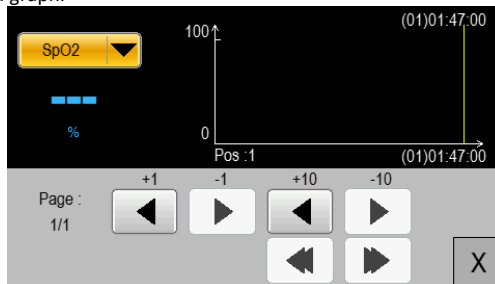 graph.
(01)01:47:00
100
SpO2
---
%
0
Pos :1
(01)01:47:00
+1 -1 +10 -10
Page :
1/1
X